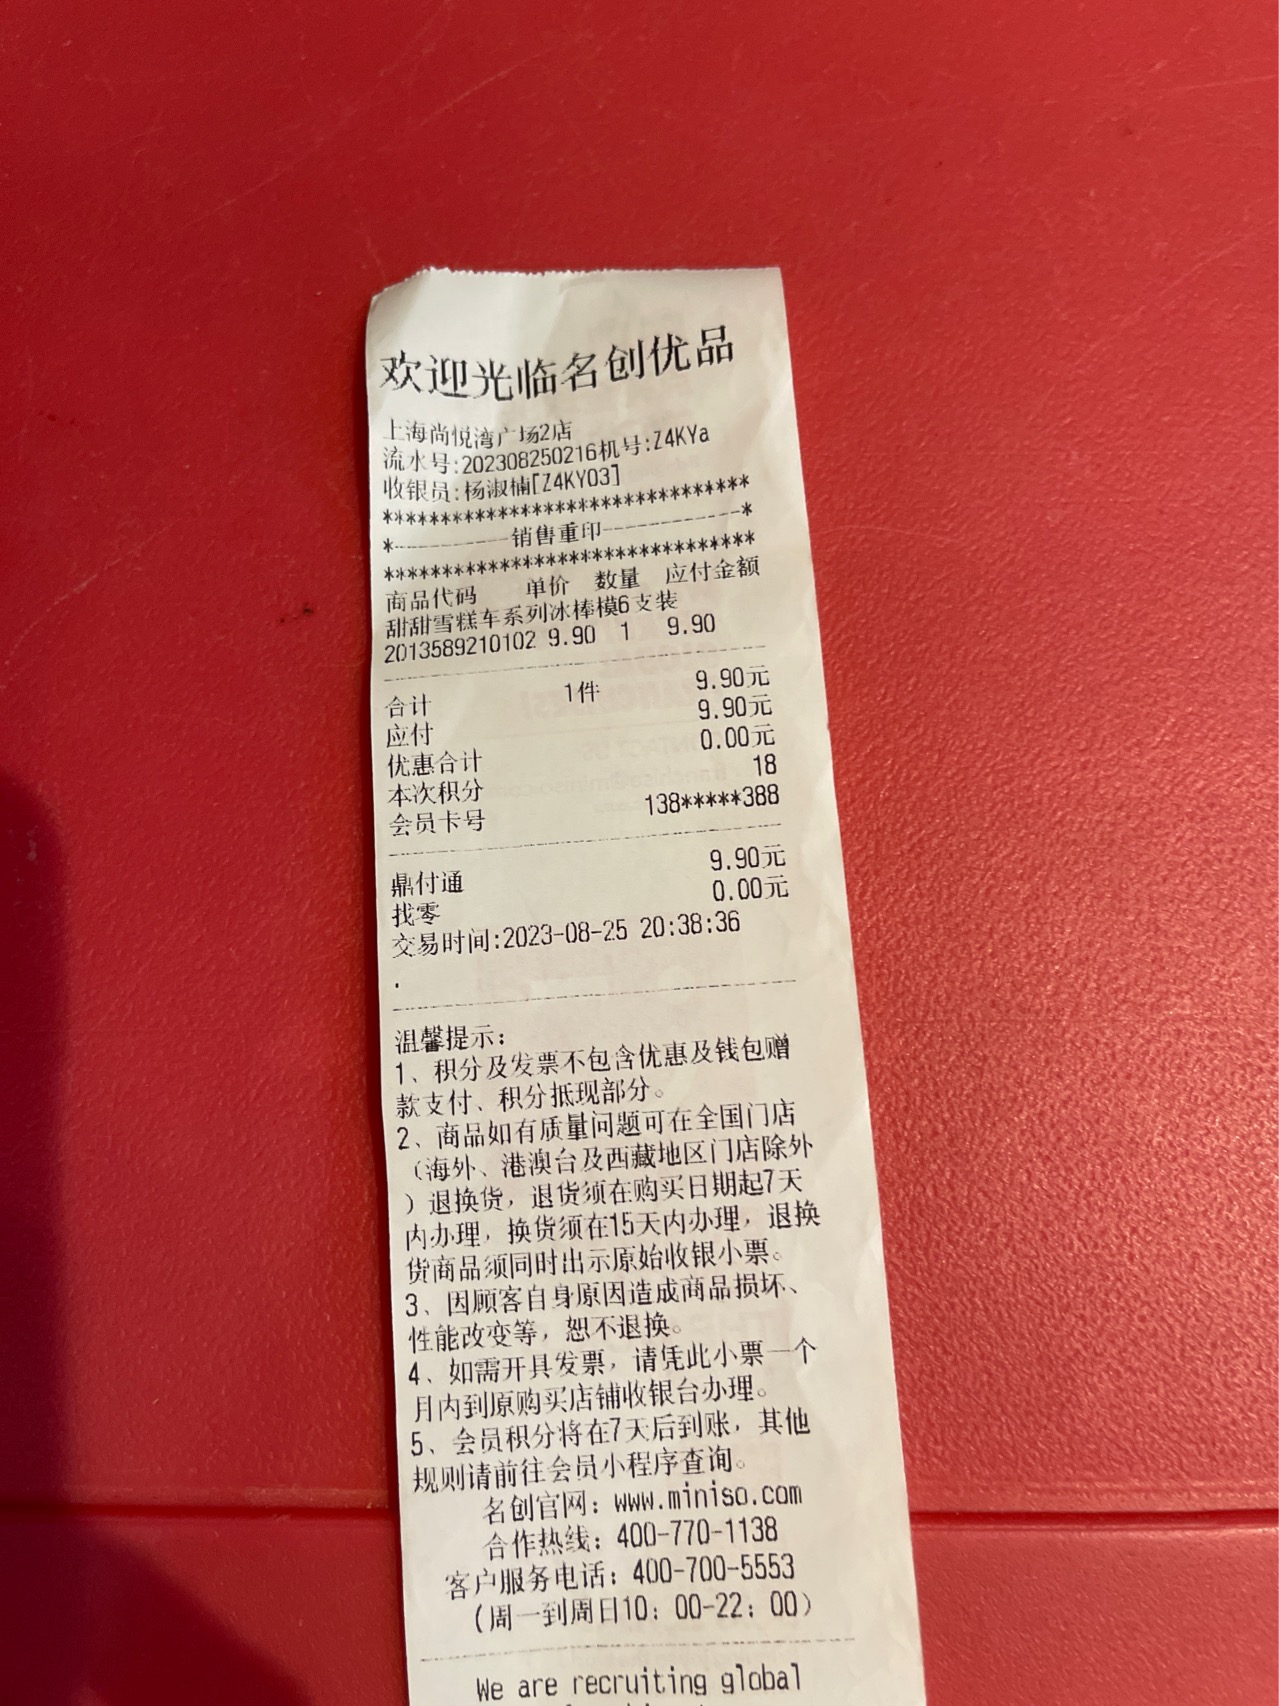 欢迎光临名创优品
上海尚悦湾广场2店
流水号:202308250216机号:Z4KYa
收银员:杨淑楠[Z4KY03]
*******************************
*-----------销售重印-------------*
*******************************
商品代码 单价 数量 应付金额
甜甜雪糕车系列冰棒模6支装
2013589210102 9.90 1 9.90
合计 1件 9.90元
应付 9.90元
优惠合计 0.00元
本次积分 18
会员卡号 138*****388
鼎付通 9.90元
找零 0.00元
交易时间:2023-08-25 20:38:36
.
温馨提示:
1、积分及发票不包含优惠及钱包赠
款支付、积分抵现部分。
2、商品如有质量问题可在全国门店
（海外、港澳台及西藏地区门店除外
）退换货，退货须在购买日期起7天
内办理，换货须在15天内办理，退换
货商品须同时出示原始收银小票。
3、因顾客自身原因造成商品损坏、
性能改变等，恕不退换。
4、如需开具发票，请凭此小票一个
月内到原购买店铺收银台办理。
5、会员积分将在7天后到账，其他
规则请前往会员小程序查询。
名创官网：www.miniso.com
合作热线：400-770-1138
客户服务电话：400-700-5553
（周一到周日10：00-22：00）
We are recruiting global